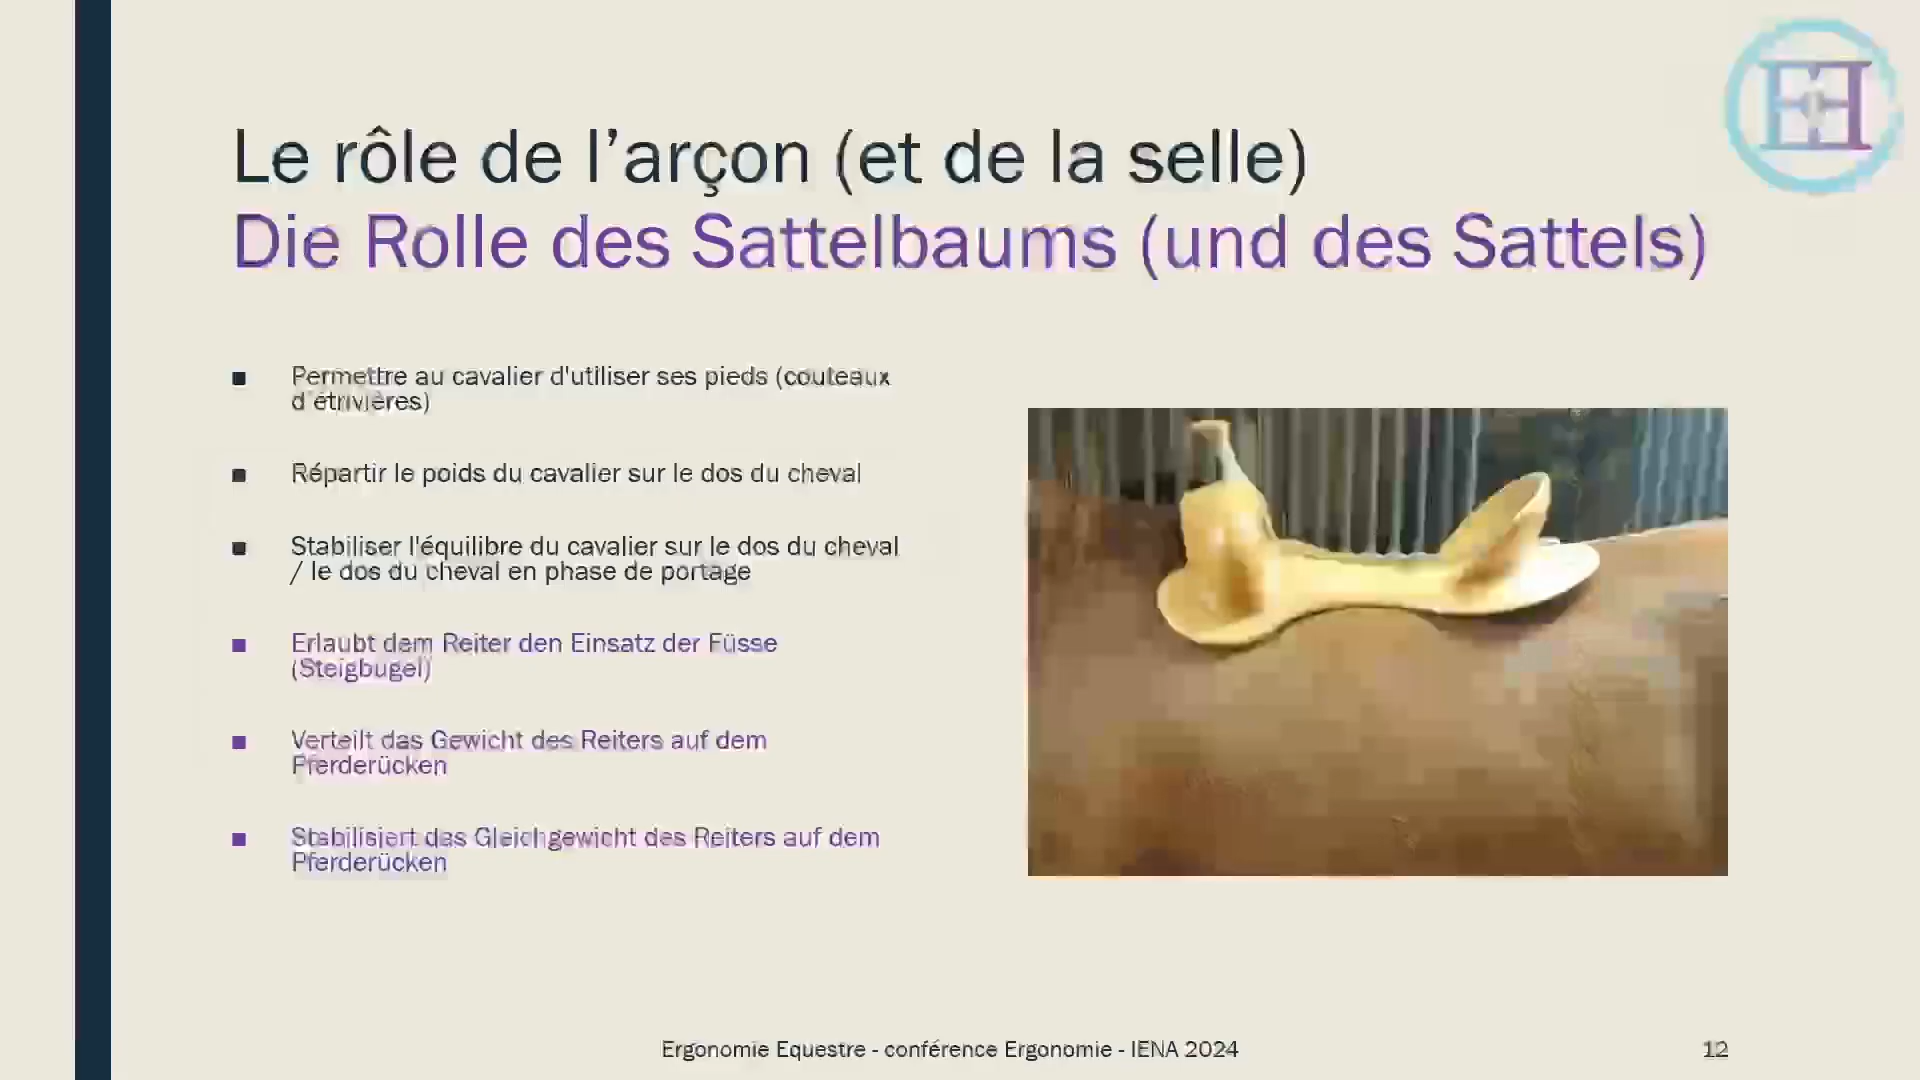 Le rôle de l’arçon (et de la selle)
Die Rolle des Sattelbaums (und des Sattels)
■ Permettre au cavalier d'utiliser ses pieds (couteaux
d’étrivières)
■ Répartir le poids du cavalier sur le dos du cheval
■ Stabiliser l'équilibre du cavalier sur le dos du cheval
/ le dos du cheval en phase de portage
■ Erlaubt dem Reiter den Einsatz der Füsse
(Steigbugel)
■ Verteilt das Gewicht des Reiters auf dem
Pferderücken
■ Stabilisiert das Gleichgewicht des Reiters auf dem
Pferderücken
Ergonomie Equestre - conférence Ergonomie - IENA 2024
12